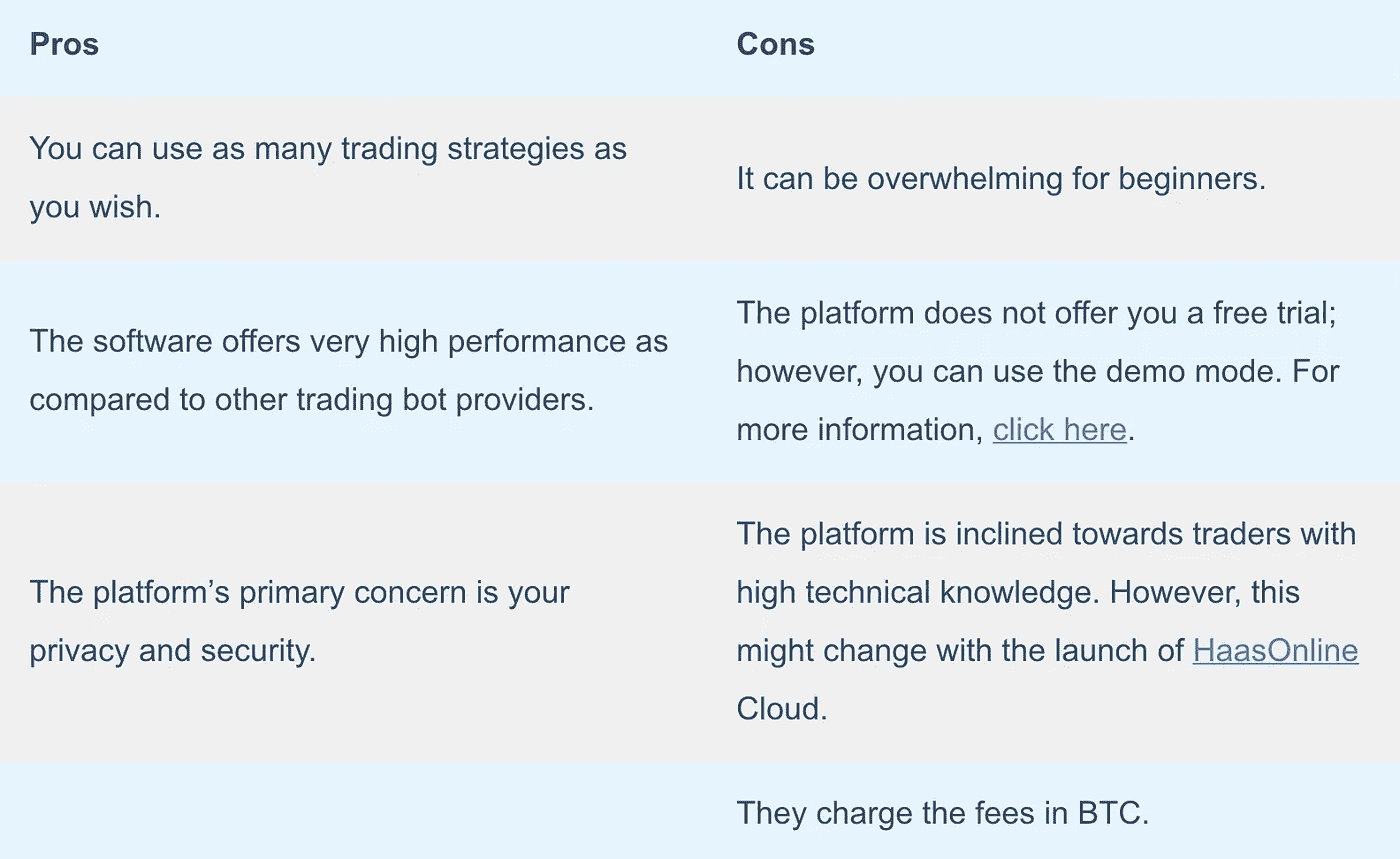 Pros
Cons
You can use as many trading strategies as
you wish.
It can be overwhelming for beginners.
The software offers very high performance as
compared to other trading bot providers.
The platform does not offer you a free trial;
however, you can use the demo mode. For
more information, click here.
The platform’s primary concern is your
privacy and security.
The platform is inclined towards traders with
high technical knowledge. However, this
might change with the launch of HaasOnline
Cloud.
They charge the fees in BTC.